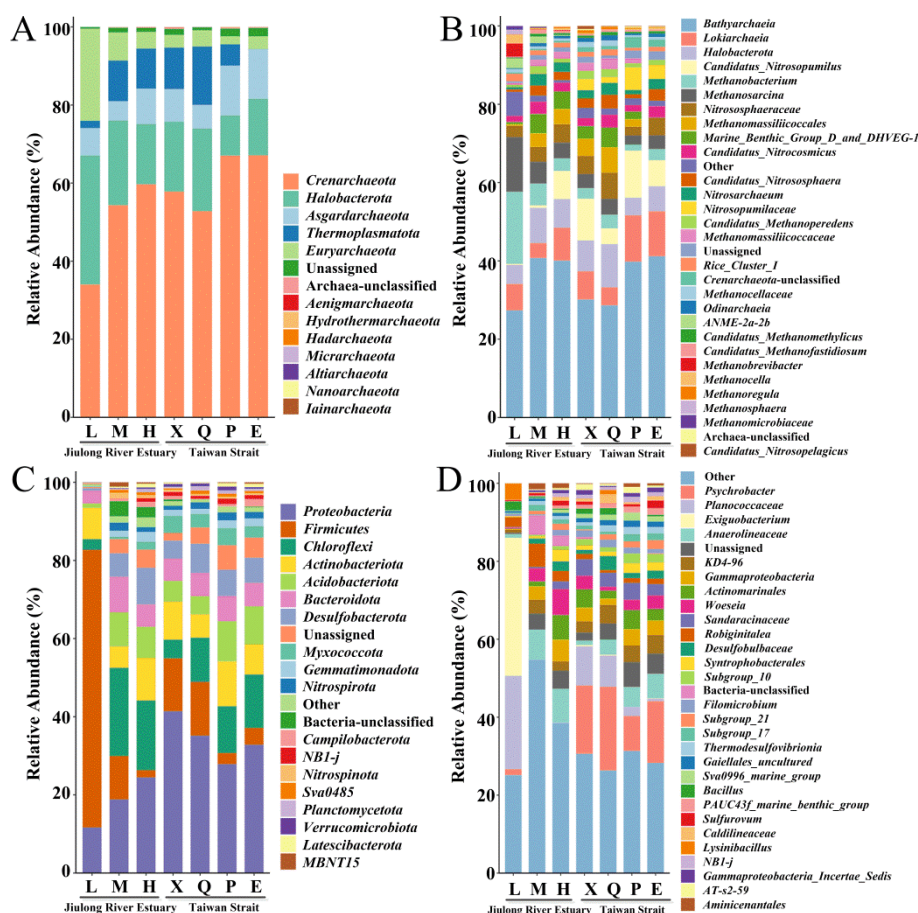 A
100
80
60
40
20
0
Relative Abundance (%)
L M H X Q P E
Jiulong River Estuary Taiwan Strait
Crenarchaeota
Halobacterota
Asgardarchaeota
Thermoplasmatota
Euryarchaeota
Unassigned
Archaea-unclassified
Aenigmarchaeota
Hydrothermarchaeota
Hadarchaeota
Micrarchaeota
Altiarchaeota
Nanoarchaeota
Iainarchaeota
B
100
80
60
40
20
0
Relative Abundance (%)
L M H X Q P E
Jiulong River Estuary Taiwan Strait
Bathyarchaeia
Lokiarchaeia
Halobacterota
Candidatus_Nitrosopumilus
Methanobacterium
Methanosarcina
Nitrososphaeraceae
Methanomassiliicoccales
Marine_Benthic_Group_D_and_DHVEG-1
Candidatus_Nitrocosmicus
Other
Candidatus_Nitrososphaera
Nitrosarchaeum
Nitrosopumilaceae
Candidatus_Methanoperedens
Methanomassiliicoccaceae
Unassigned
Rice_Cluster_I
Crenarchaeota-unclassified
Methanocellaceae
Odinarchaeia
ANME-2a-2b
Candidatus_Methanomethylicus
Candidatus_Methanofastidiosum
Methanobrevibacter
Methanocella
Methanoregula
Methanosphaera
Methanomicrobiaceae
Archaea-unclassified
Candidatus_Nitrosopelagicus
C
100
80
60
40
20
0
Relative Abundance (%)
L M H X Q P E
Jiulong River Estuary Taiwan Strait
Proteobacteria
Firmicutes
Chloroflexi
Actinobacteriota
Acidobacteriota
Bacteroidota
Desulfobacterota
Unassigned
Myxococcota
Gemmatimonadota
Nitrospirota
Other
Bacteria-unclassified
Campilobacterota
NB1-j
Nitrospinota
Sva0485
Planctomycetota
Verrucomicrobiota
Latescibacterota
MBNT15
D
100
80
60
40
20
0
Relative Abundance (%)
L M H X Q P E
Jiulong River Estuary Taiwan Strait
Other
Psychrobacter
Planococcaceae
Exiguobacterium
Anaerolineaceae
Unassigned
KD4-96
Gammaproteobacteria
Actinomarinales
Woeseia
Sandaracinaceae
Robiginitalea
Desulfobulbaceae
Syntrophobacterales
Subgroup_10
Bacteria-unclassified
Filomicrobium
Subgroup_21
Subgroup_17
Thermodesulfovibrionia
Gaiellales_uncultured
Sva0996_marine_group
Bacillus
PAUC43f_marine_benthic_group
Sulfurovum
Caldilineaceae
Lysinibacillus
NB1-j
Gammaproteobacteria_Incertae_Sedis
AT-s2-59
Aminicenantales